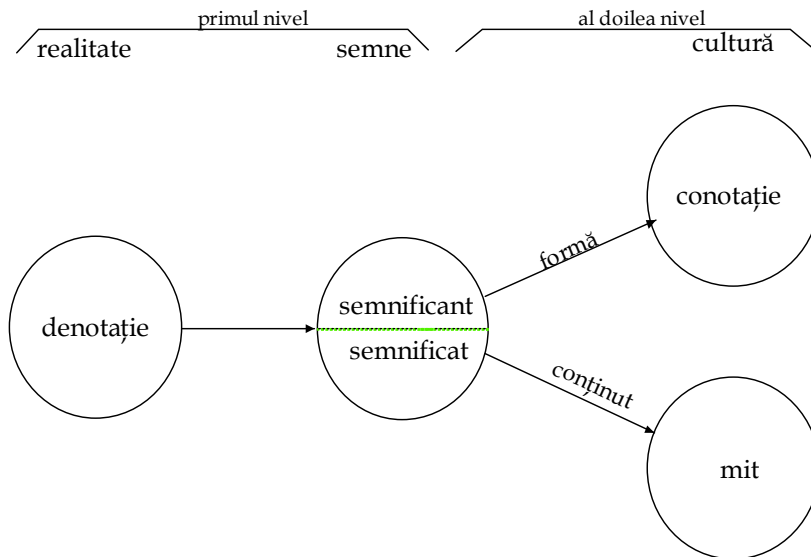 primul nivel
al doilea nivel
realitate
semne
cultură
conotație
formă
denotație
semnificant
semnificat
conținut
mit